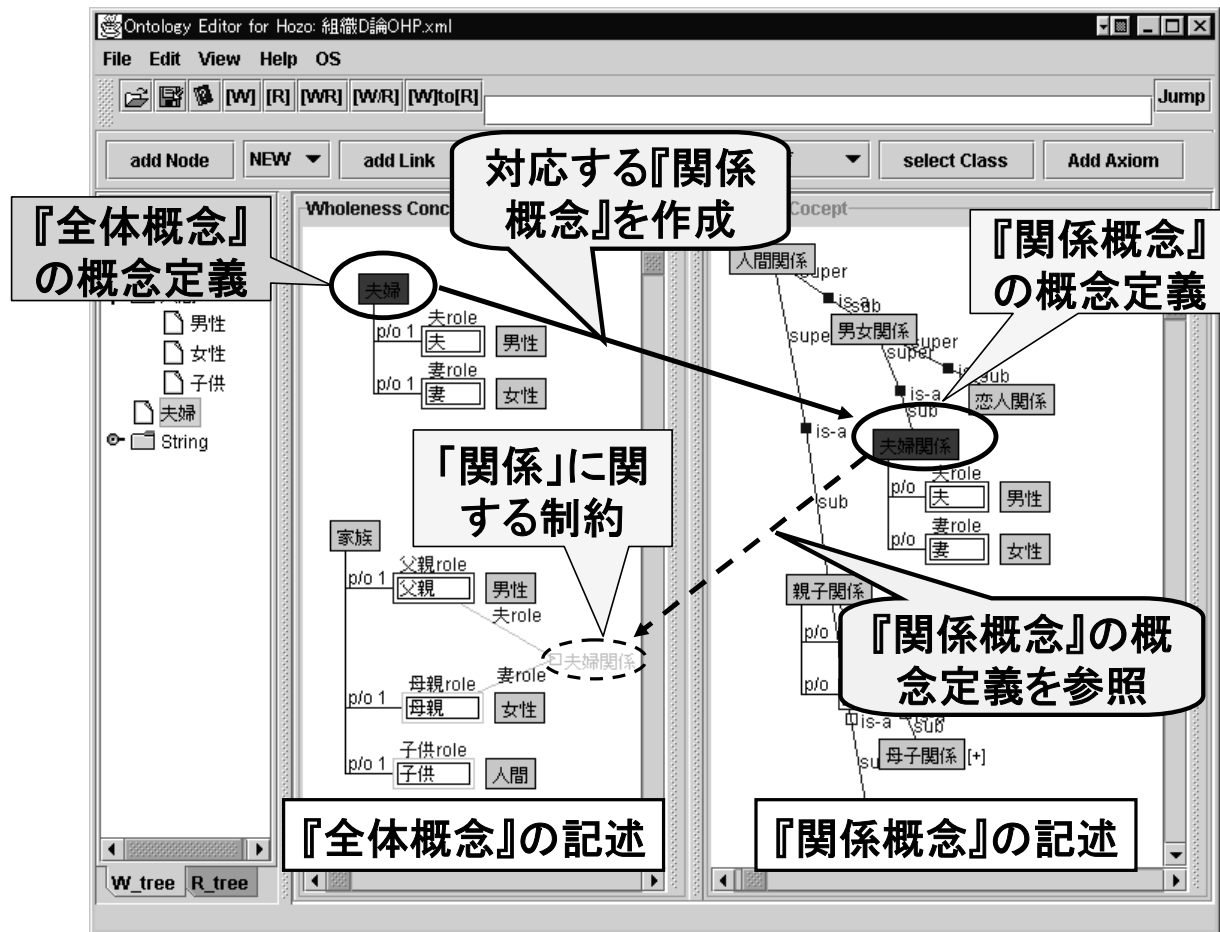 Ontology Editor for Hozo: 組織D論OHP.xml
File Edit View Help OS
[W] [R] [WR] [W/R] [W]to[R] Jump
add Node NEW add Link select Class Add Axiom
対応する『関係
概念』を作成
『全体概念』
の概念定義
『関係概念』
の概念定義
男性
女性
子供
夫婦
String
W_tree R_tree
Wholeness Conc
夫婦
夫role
p/o 1 夫 男性
妻role
p/o 1 妻 女性
「関係」に関
する制約
家族
父親role
p/o 1 父親 男性
夫role
夫婦関係
妻role
母親role
p/o 1 母親 女性
子供role
p/o 1 子供 人間
『全体概念』の記述
Cocept
人間関係
super
is-a
sub
supe
男女関係
super
super
is-a
sub
sub
恋人関係
is-a
夫婦関係
夫role
p/o 夫 男性
妻role
p/o 妻 女性
sub
親子関係
p/o
p/o
『関係概念』の概
念定義を参照
is-a
sub
su
母子関係 [+]
『関係概念』の記述